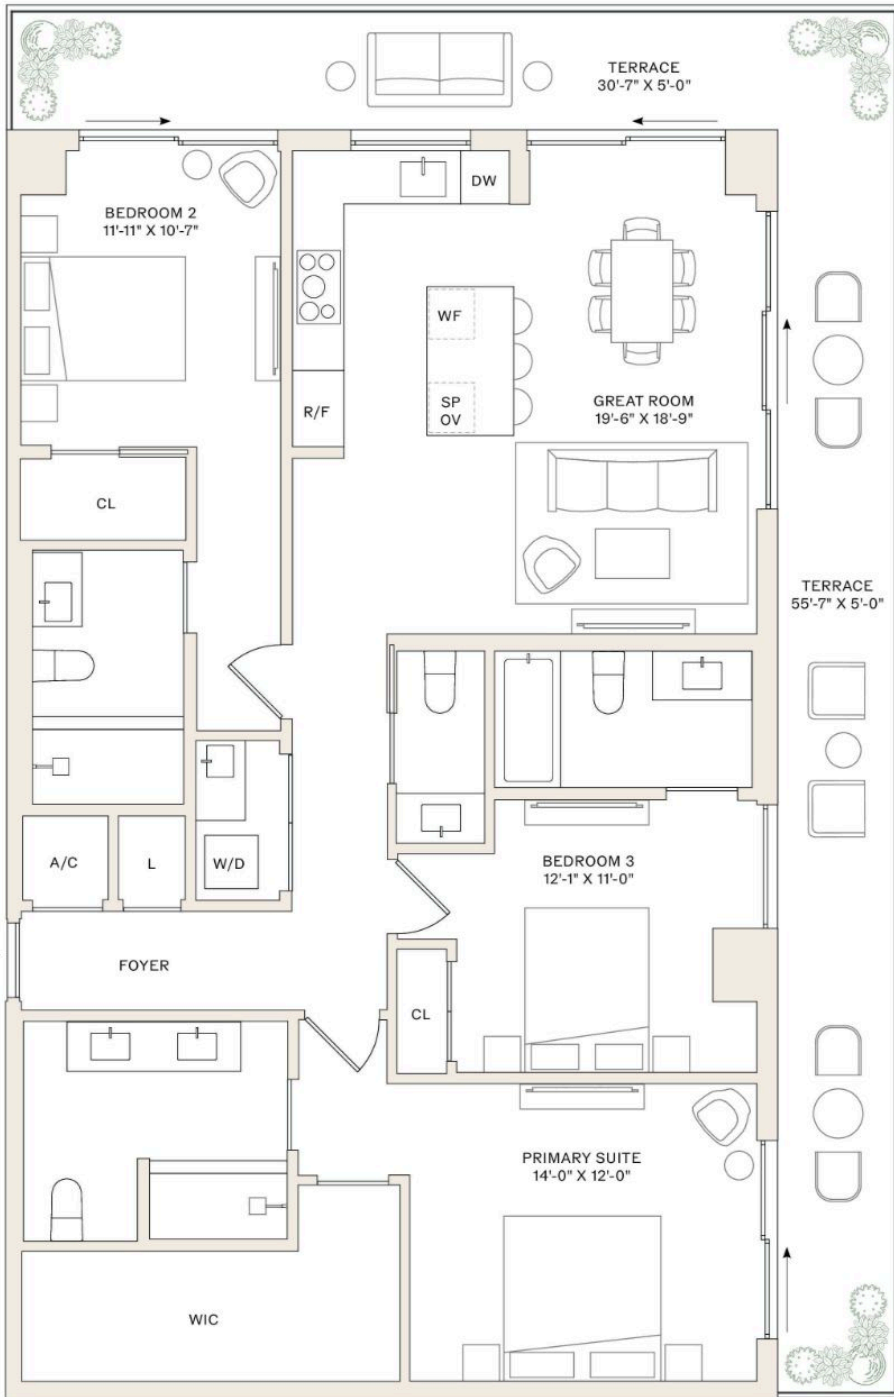 TERRACE
30'-7" X 5'-0"
DW
BEDROOM 2
11'-11" X 10'-7"
WF
R/F
SP
OV
GREAT ROOM
19'-6" X 18'-9"
CL
TERRACE
55'-7" X 5'-0"
A/C
L
W/D
BEDROOM 3
12'-1" X 11'-0"
FOYER
CL
PRIMARY SUITE
14'-0" X 12'-0"
WIC